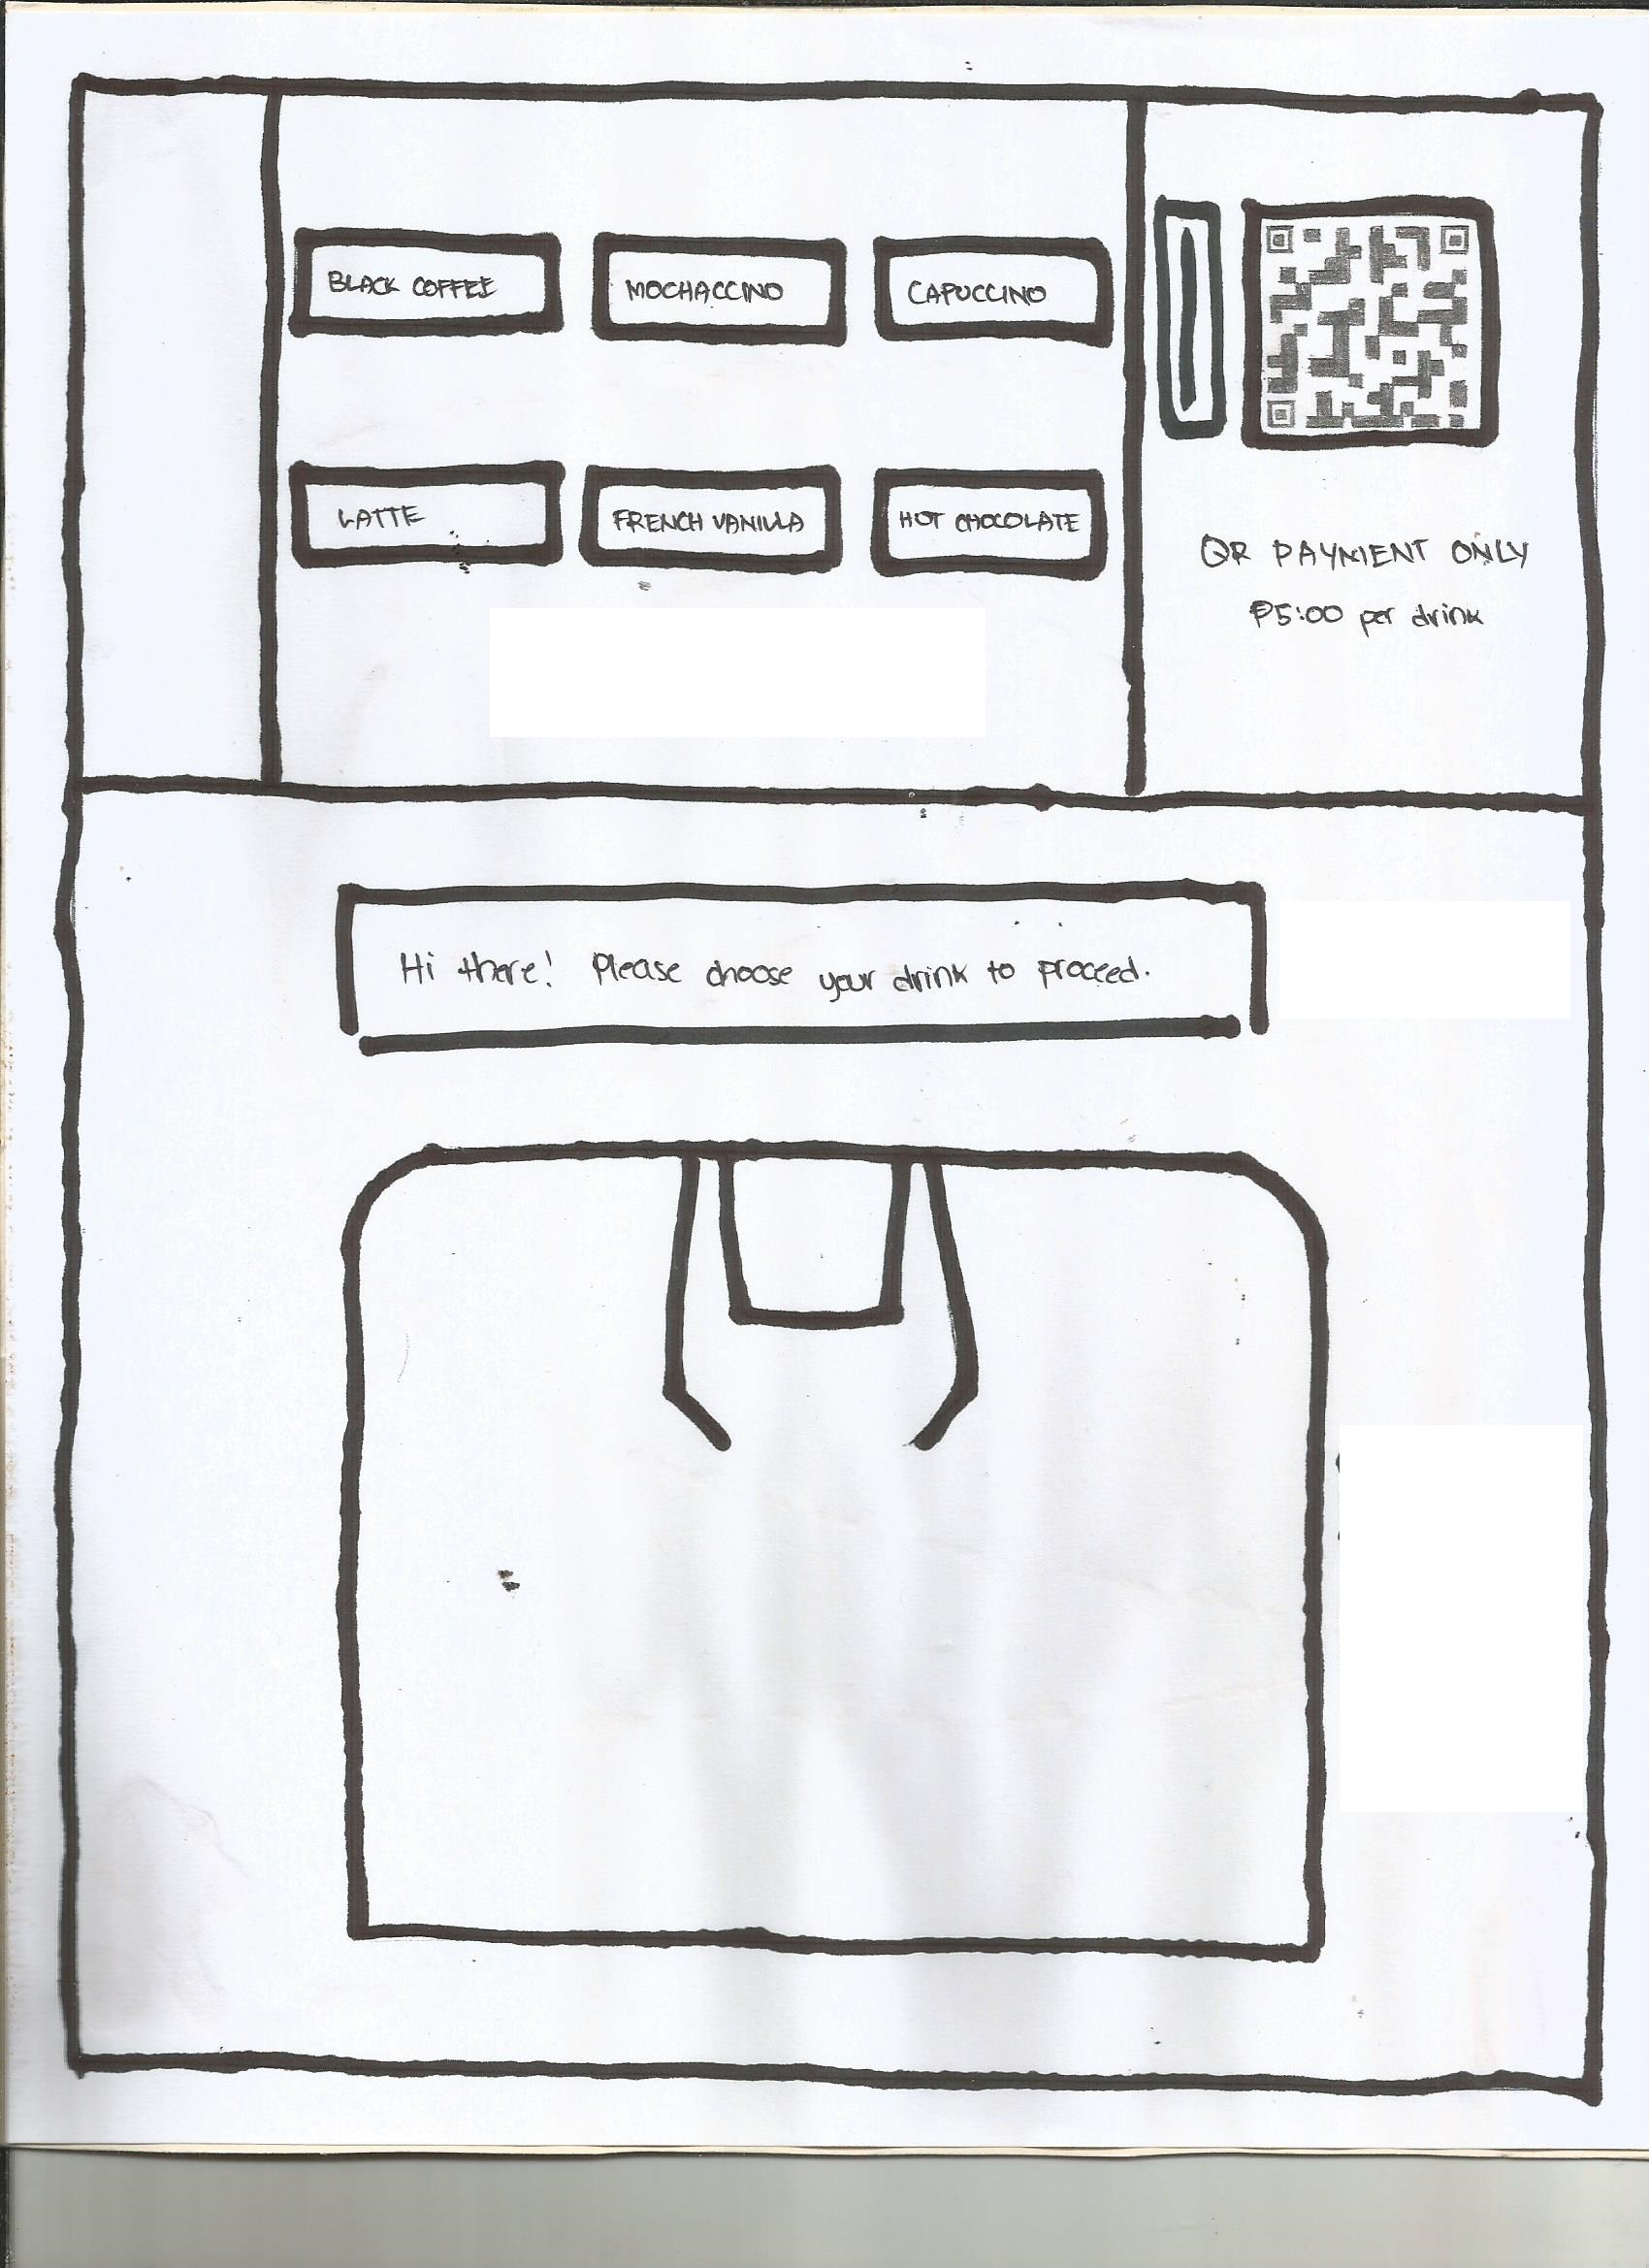 BLACK COFFEE
MOCHACCINO
CAPUCCINO
LATTE
FRENCH VANILLA
HOT CHOCOLATE
QR PAYMENT ONLY
₱5:00 per drink
Hi there! Please choose your drink to proceed.